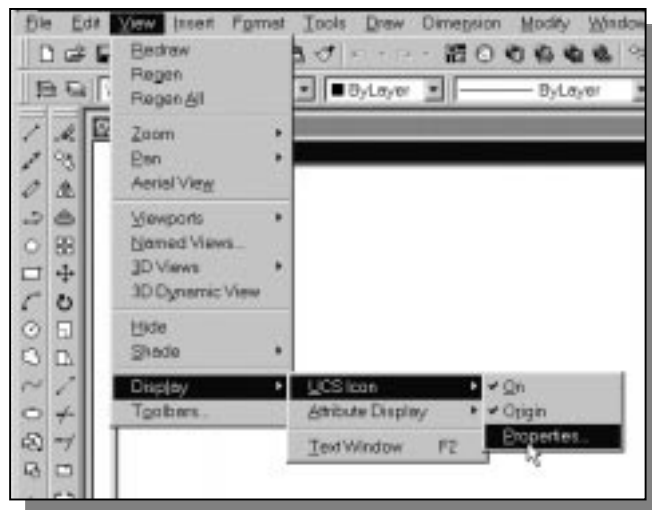 File Edit View Insert Format Tools Draw Dimension Modify Window
ByLayer ByLayer
Redraw
Regen
Regen All
Zoom
Pan
Aerial View
Viewports
Named Views...
3D Views
3D Dynamic View
Hide
Shade
Display
Toolbars...
UCS Icon
Attribute Display
Text Window F2
On
Origin
Properties...